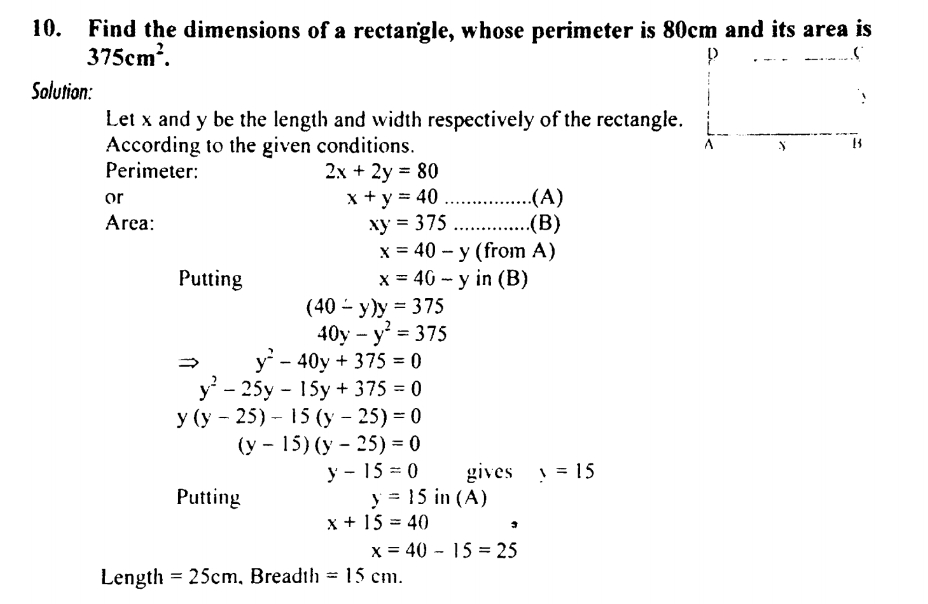 10. Find the dimensions of a rectangle, whose perimeter is 80cm and its area is
375cm².
D C
Solution:
Let x and y be the length and width respectively of the rectangle.
A x B
According to the given conditions.
Perimeter: 2x + 2y = 80
or x + y = 40 ................(A)
Area: xy = 375 ..............(B)
x = 40 – y (from A)
Putting x = 40 – y in (B)
(40 – y)y = 375
40y – y² = 375
⇒ y² – 40y + 375 = 0
y² – 25y – 15y + 375 = 0
y (y – 25) – 15 (y – 25) = 0
(y – 15) (y – 25) = 0
y – 15 = 0 gives y = 15
Putting y = 15 in (A)
x + 15 = 40
x = 40 – 15 = 25
Length = 25cm, Breadth = 15 cm.